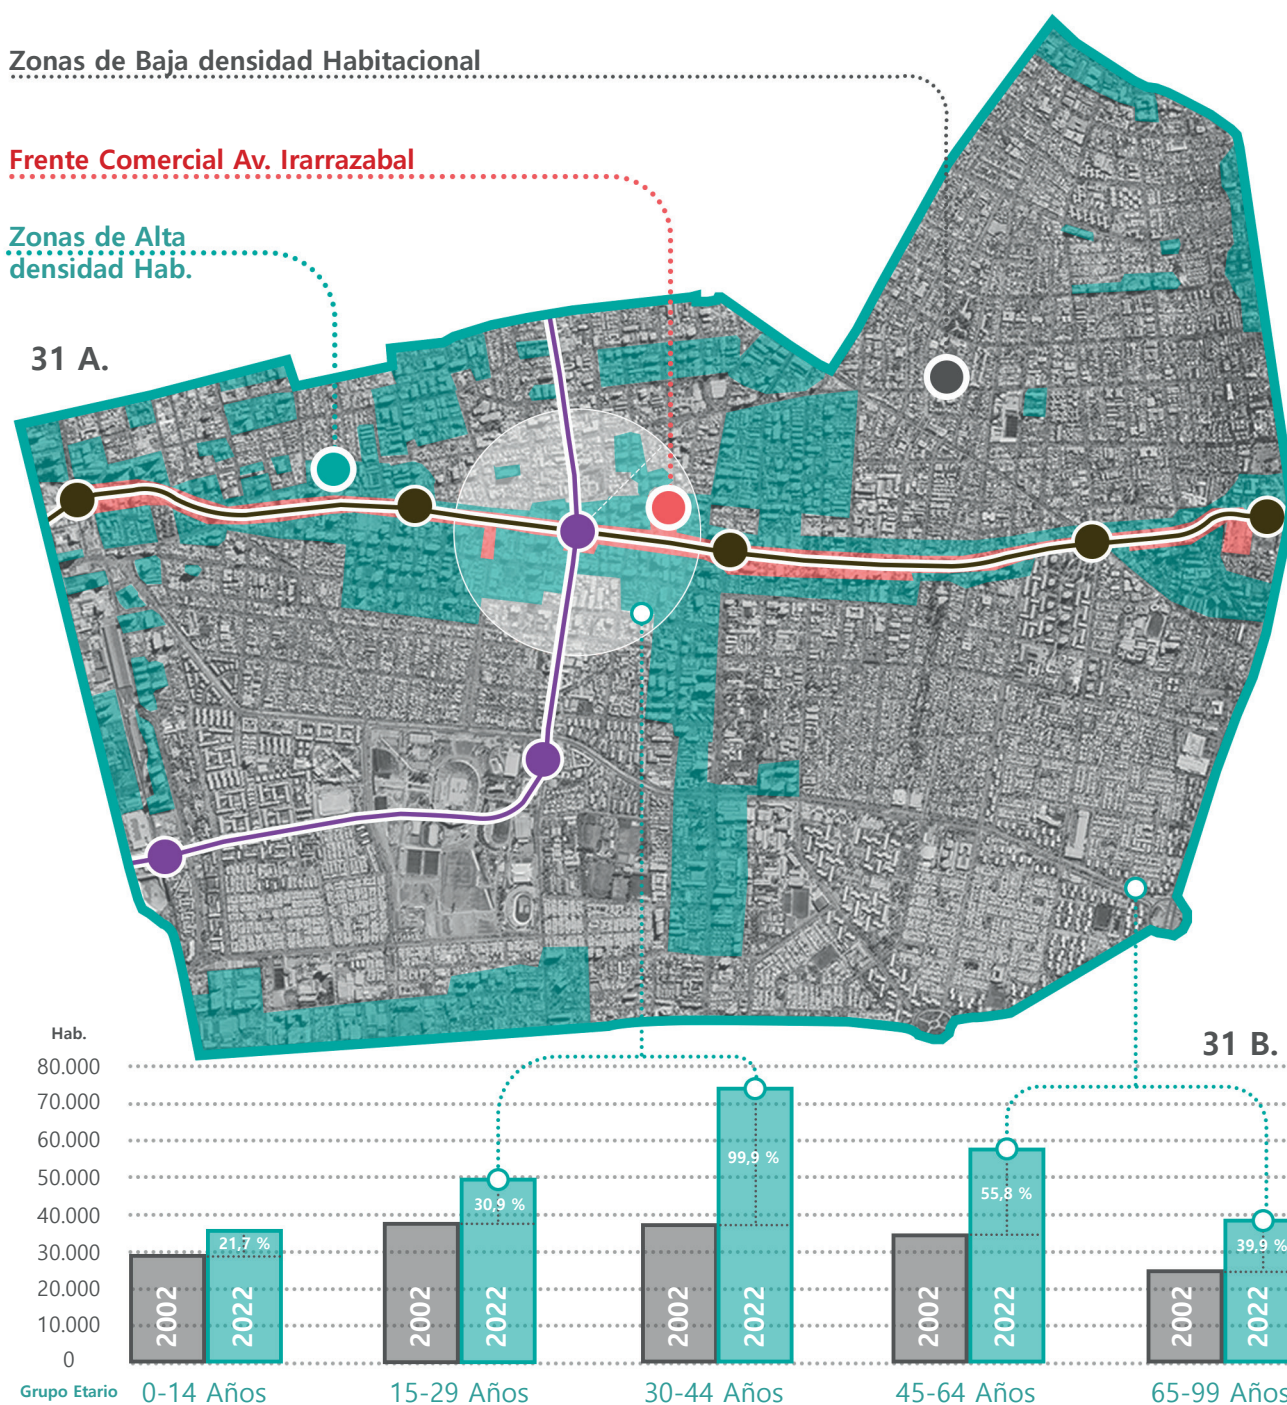 Zonas de Baja densidad Habitacional
Frente Comercial Av. Irarrazabal
Zonas de Alta
densidad Hab.
31 A.
31 B.
Hab.
80.000
70.000
60.000
50.000
40.000
30.000
20.000
10.000
0
21,7 %
30,9 %
99,9 %
55,8 %
39,9 %
2002
2022
2002
2022
2002
2022
2002
2022
2002
2022
Grupo Etario
0-14 Años
15-29 Años
30-44 Años
45-64 Años
65-99 Años